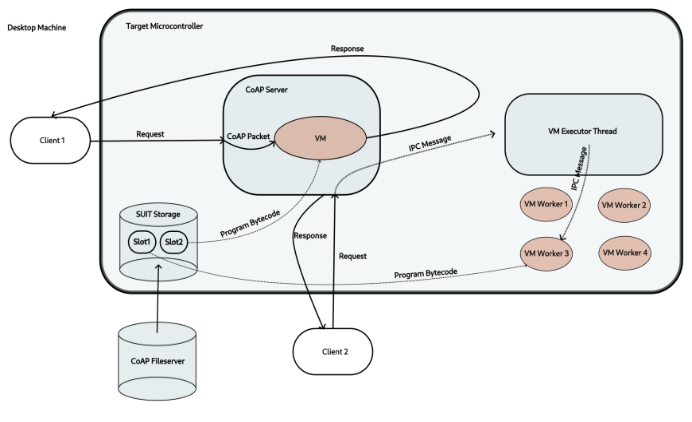 Desktop Machine
Target Microcontroller
Response
CoAP Server
Client 1
Request
CoAP Packet
VM
IPC Message
VM Executor Thread
IPC Message
VM Worker 1
VM Worker 2
VM Worker 3
VM Worker 4
SUIT Storage
Slot1
Slot2
Program Bytecode
Response
Request
Program Bytecode
CoAP Fileserver
Client 2